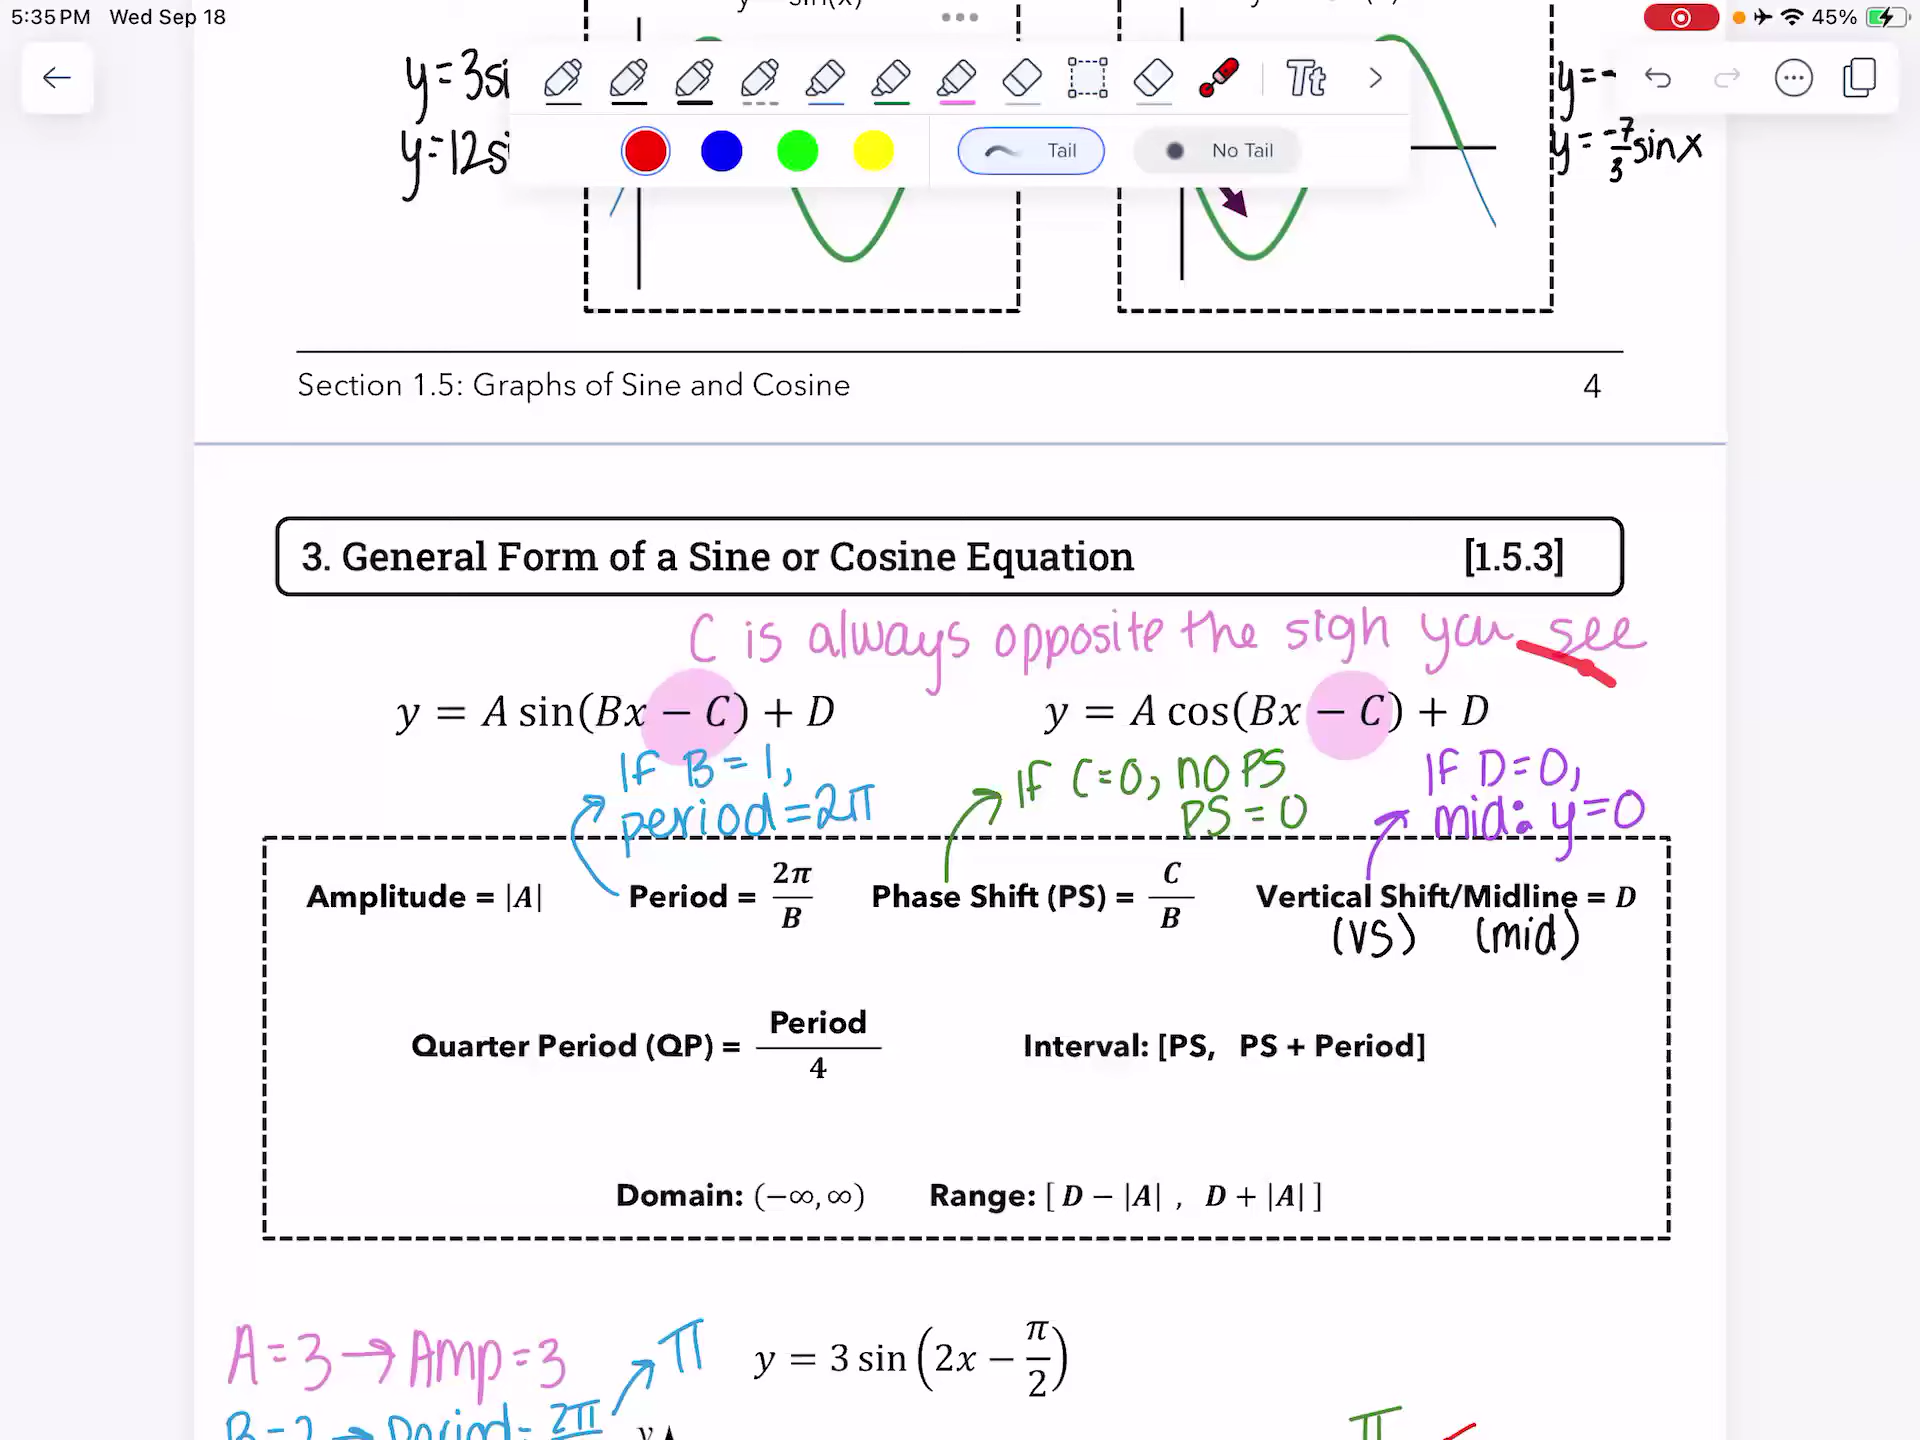 5:35 PM Wed Sep 18
45%
y=3si
y=12s
Tt
Tail
No Tail
y=-
y=-7/3 sinx
Section 1.5: Graphs of Sine and Cosine 4
3. General Form of a Sine or Cosine Equation [1.5.3]
C is always opposite the sign you see
y = A sin(Bx − C) + D
y = A cos(Bx − C) + D
IF B=1,
period=2π
IF C=0, no PS
PS=0
IF D=0,
mid: y=0
Amplitude = |A| Period = 2π/B Phase Shift (PS) = C/B Vertical Shift/Midline = D
(VS) (mid)
Quarter Period (QP) = Period/4 Interval: [PS, PS + Period]
Domain: (−∞,∞) Range: [ D − |A| , D + |A| ]
A=3→Amp=3
π
y = 3 sin(2x − π/2)